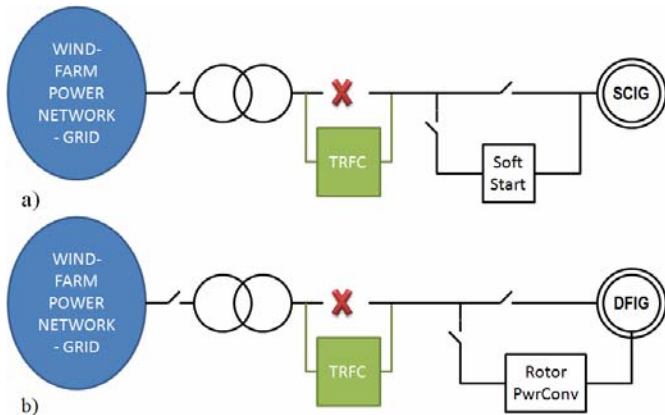 WIND-
FARM
POWER
NETWORK
- GRID
TRFC
Soft
Start
SCIG
a)
WIND-
FARM
POWER
NETWORK
- GRID
TRFC
Rotor
PwrConv
DFIG
b)